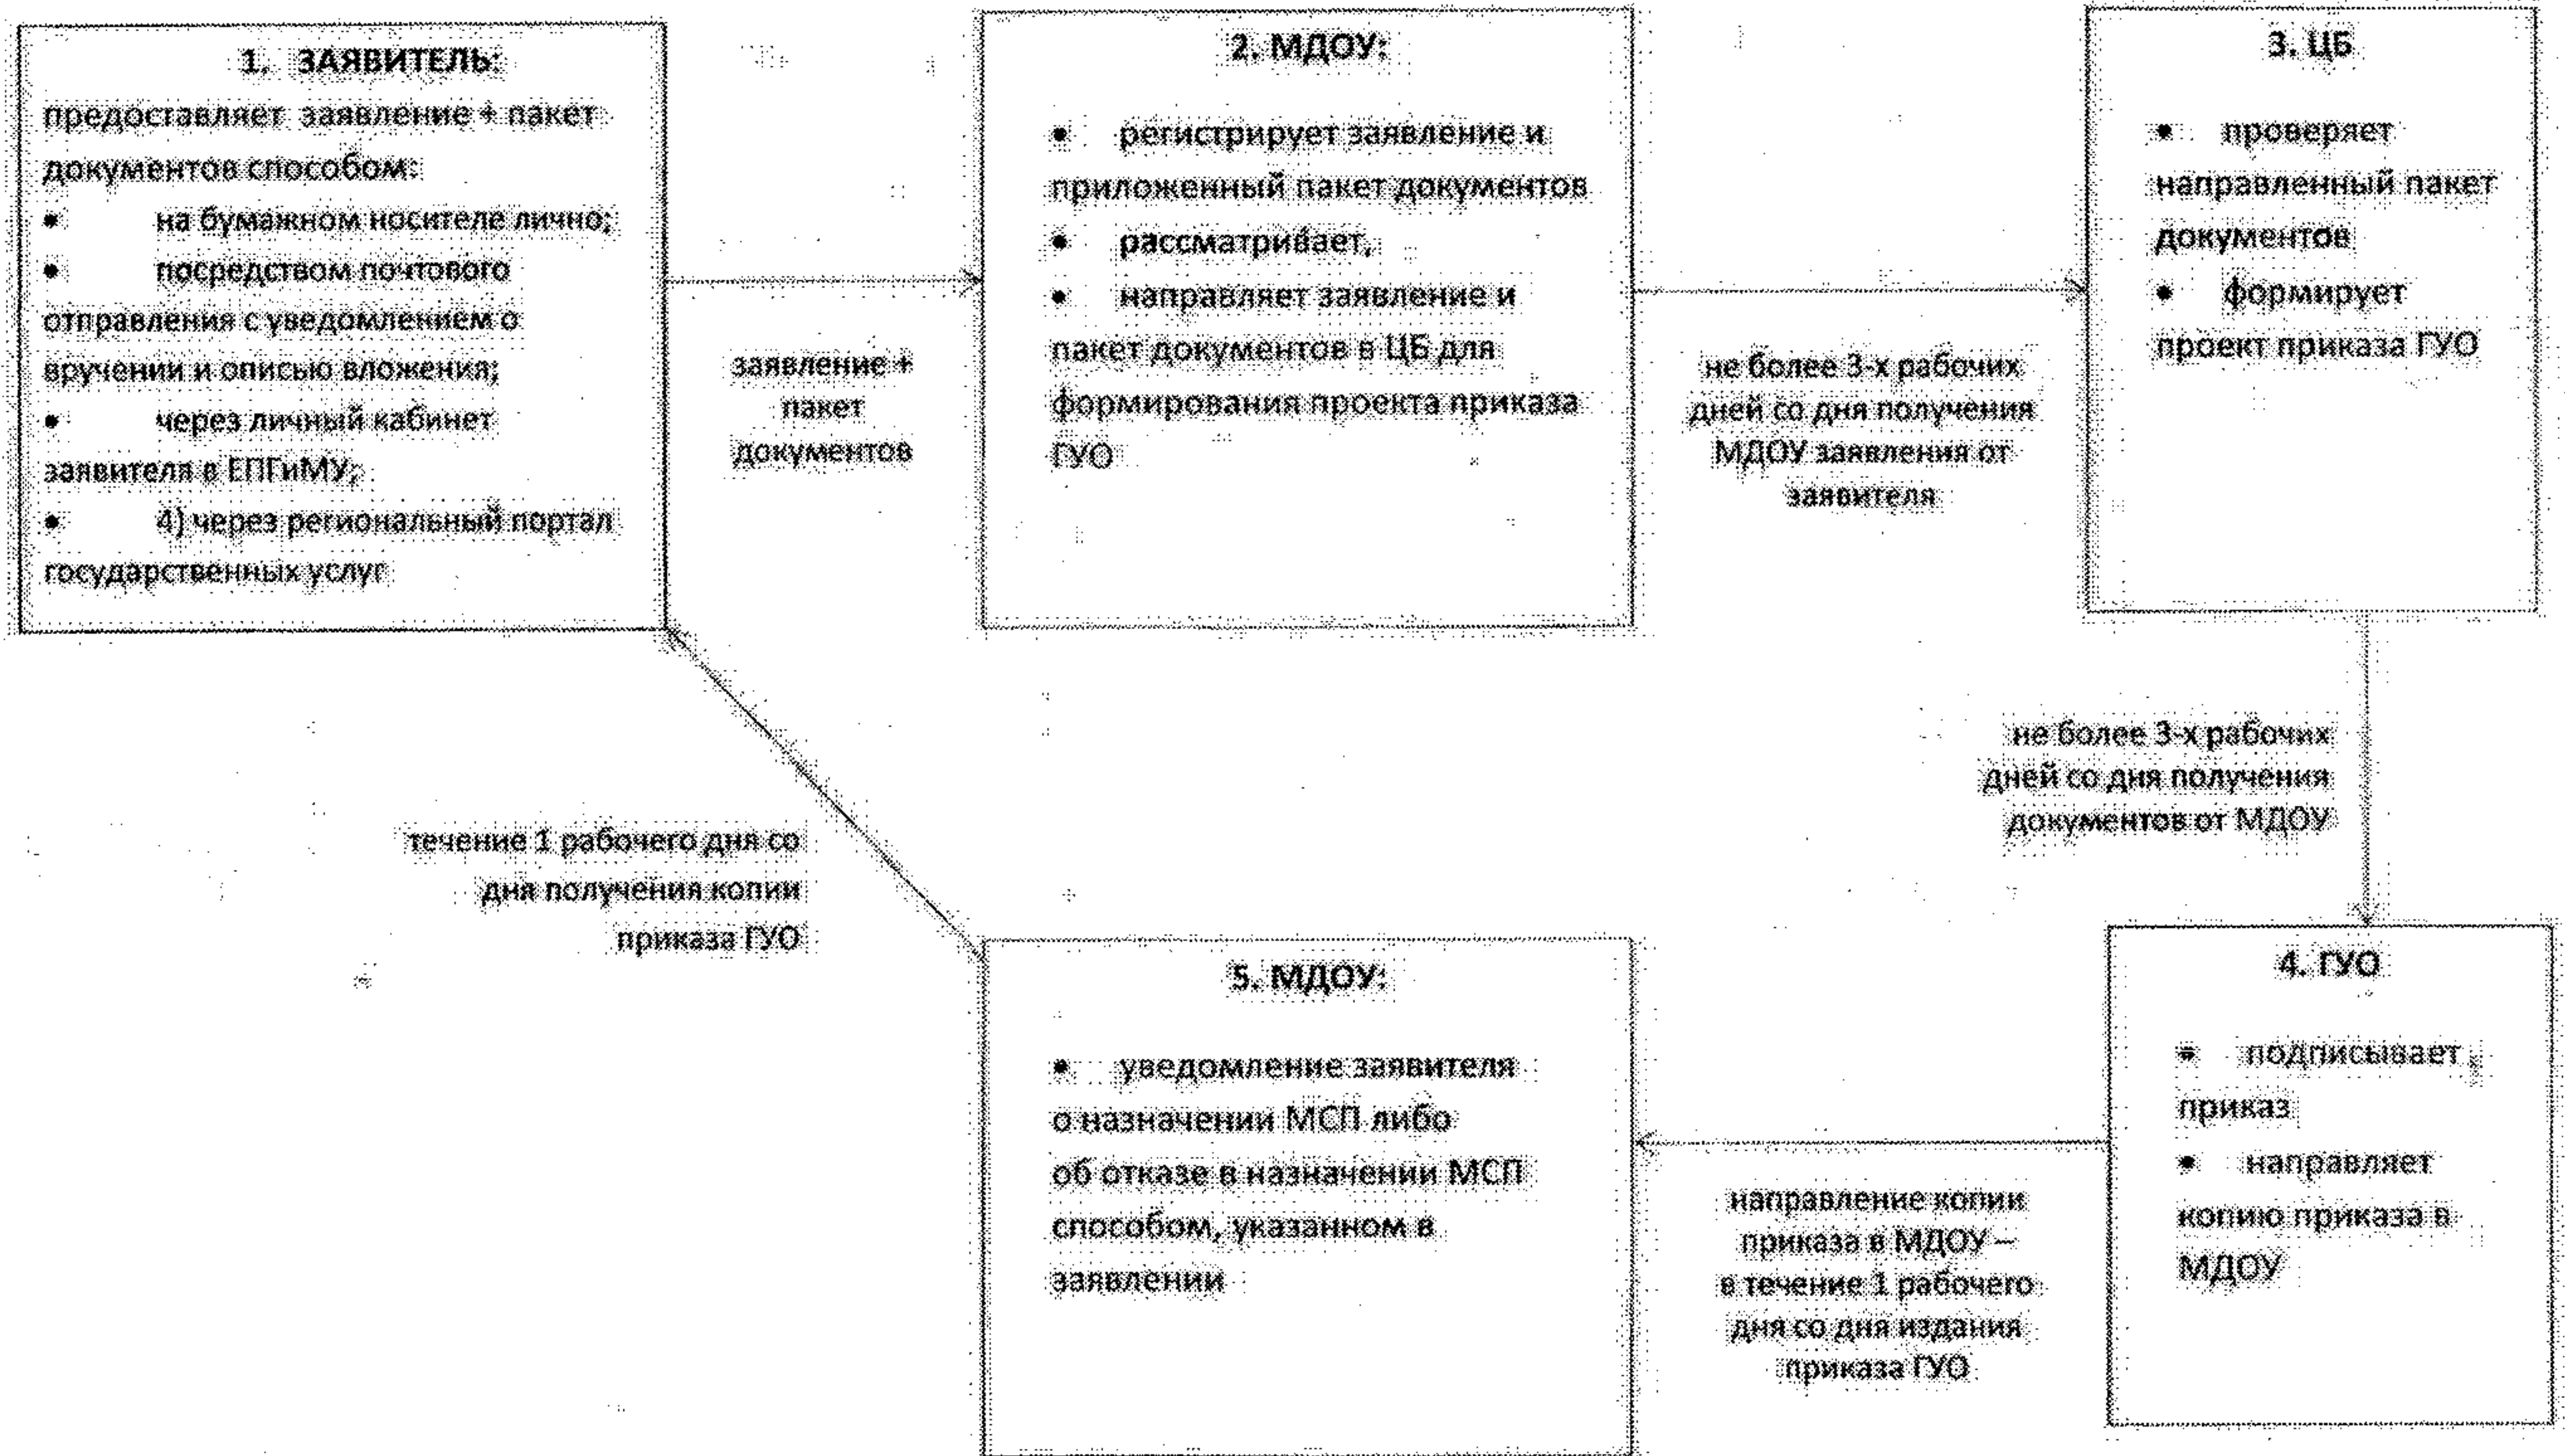 1. ЗАЯВИТЕЛЬ:
предоставляет заявление + пакет
документов способом:
• на бумажном носителе лично;
• посредством почтового
отправления с уведомлением о
вручении и описью вложения;
• через личный кабинет
заявителя в ЕПГиМУ;
• 4) через региональный портал
государственных услуг
заявление +
пакет
документов
2. МДОУ:
• регистрирует заявление и
приложенный пакет документов
• рассматривает,
• направляет заявление и
пакет документов в ЦБ для
формирования проекта приказа
ГУО
не более 3-х рабочих
дней со дня получения
МДОУ заявления от
заявителя
3. ЦБ
• проверяет
направленный пакет
документов
• формирует
проект приказа ГУО
не более 3-х рабочих
дней со дня получения
документов от МДОУ
4. ГУО
• подписывает
приказ
• направляет
копию приказа в
МДОУ
направление копии
приказа в МДОУ –
в течение 1 рабочего
дня со дня издания
приказа ГУО
5. МДОУ:
• уведомление заявителя
о назначении МСП либо
об отказе в назначении МСП
способом, указанном в
заявлении
течение 1 рабочего дня со
дня получения копии
приказа ГУО